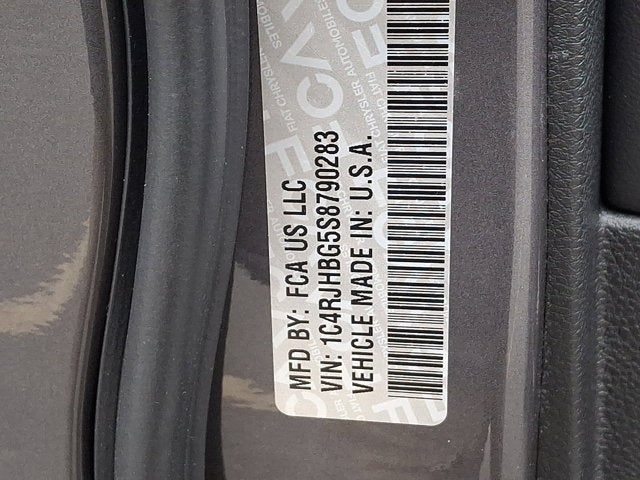 MFD BY: FCA US LLC
VIN: 1C4RJHBG5S8790283
VEHICLE MADE IN: U.S.A.